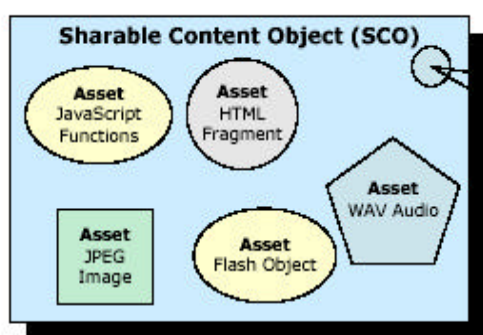 Sharable Content Object (SCO)
Asset
JavaScript
Functions
Asset
HTML
Fragment
Asset
WAV Audio
Asset
JPEG
Image
Asset
Flash Object